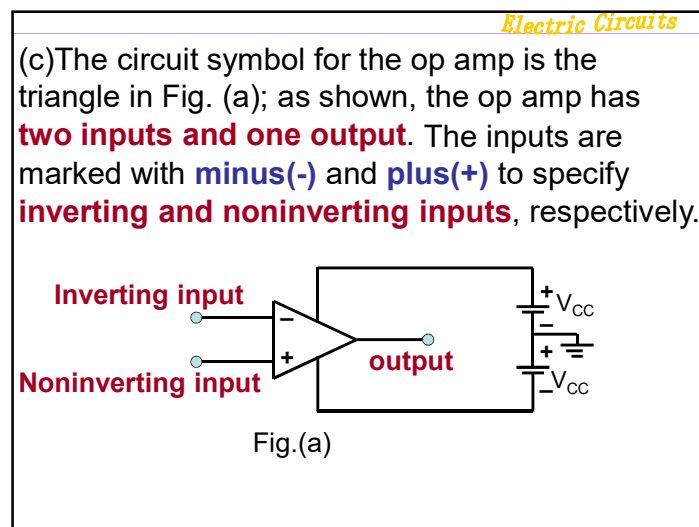 Electric Circuits
(c)The circuit symbol for the op amp is the
triangle in Fig. (a); as shown, the op amp has
two inputs and one output. The inputs are
marked with minus(-) and plus(+) to specify
inverting and noninverting inputs, respectively.
Inverting input
Noninverting input
–
+
output
+
VCC
–
+
VCC
–
Fig.(a)